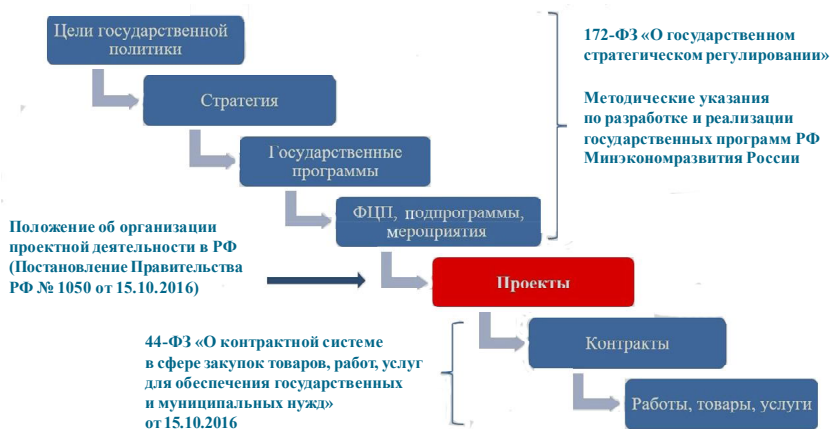 Цели государственной
политики
172-ФЗ «О государственном
стратегическом регулировании»
Стратегия
Методические указания
по разработке и реализации
государственных программ РФ
Минэкономразвития России
Государственные
программы
ФЦП, подпрограммы,
мероприятия
Положение об организации
проектной деятельности в РФ
(Постановление Правительства
РФ № 1050 от 15.10.2016)
Проекты
44-ФЗ «О контрактной системе
в сфере закупок товаров, работ, услуг
для обеспечения государственных
и муниципальных нужд»
от 15.10.2016
Контракты
Работы, товары, услуги